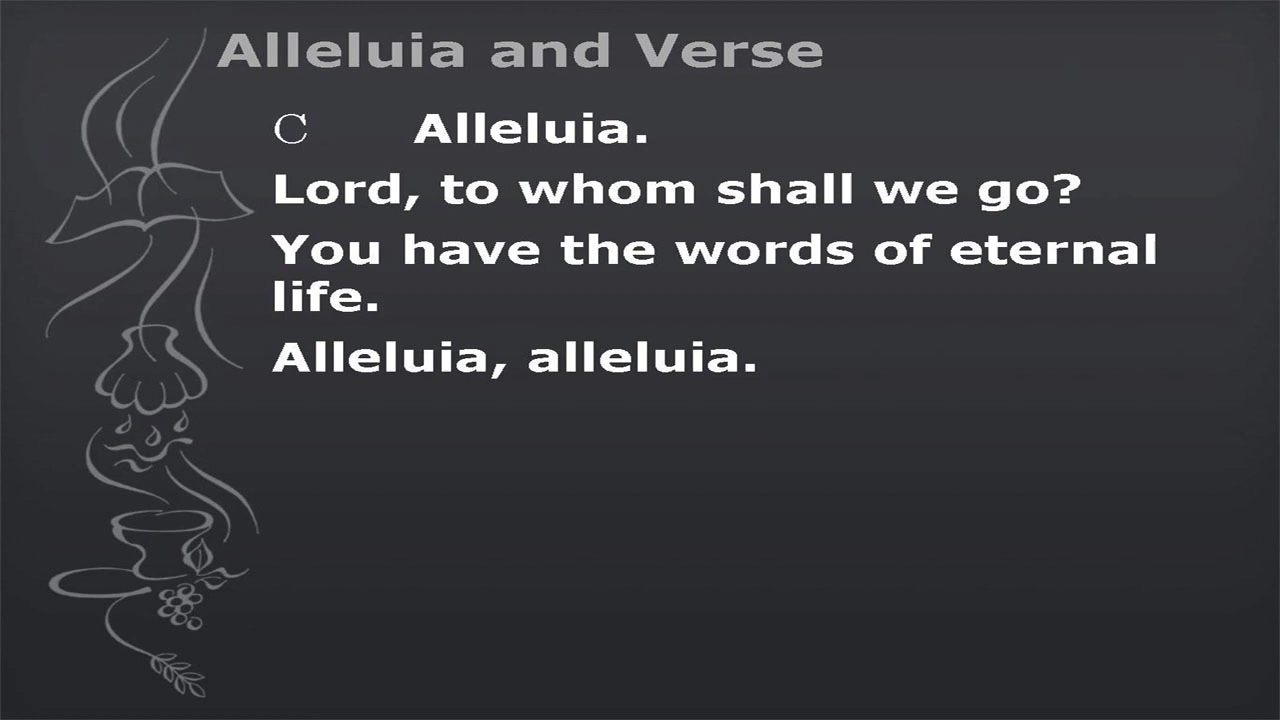 Alleluia and Verse
C Alleluia.
Lord, to whom shall we go?
You have the words of eternal
life.
Alleluia, alleluia.